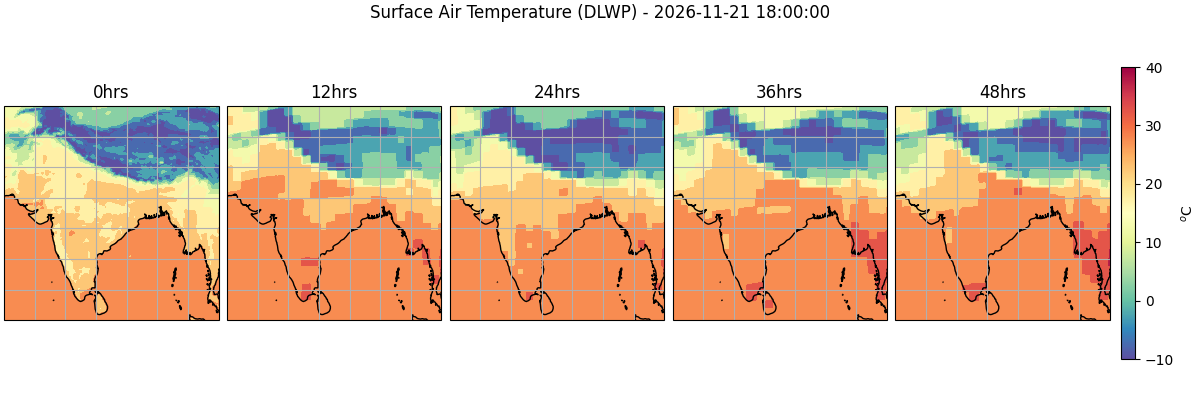 Surface Air Temperature (DLWP) - 2026-11-21 18:00:00
0hrs
12hrs
24hrs
36hrs
48hrs
40
30
20
10
0
−10
°C